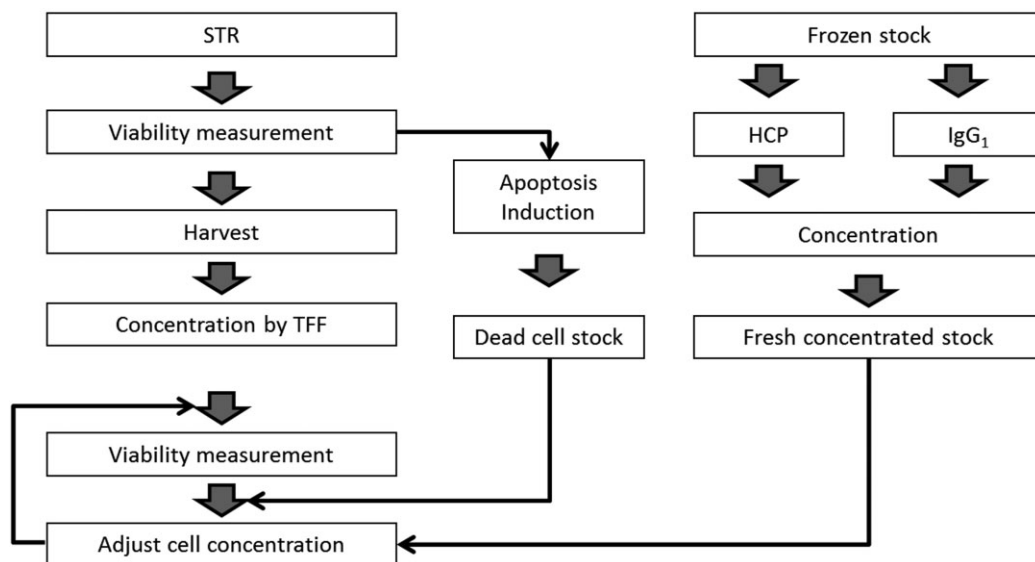 STR
Frozen stock
Viability measurement
HCP
IgG₁
Apoptosis
Induction
Harvest
Concentration
Concentration by TFF
Dead cell stock
Fresh concentrated stock
Viability measurement
Adjust cell concentration